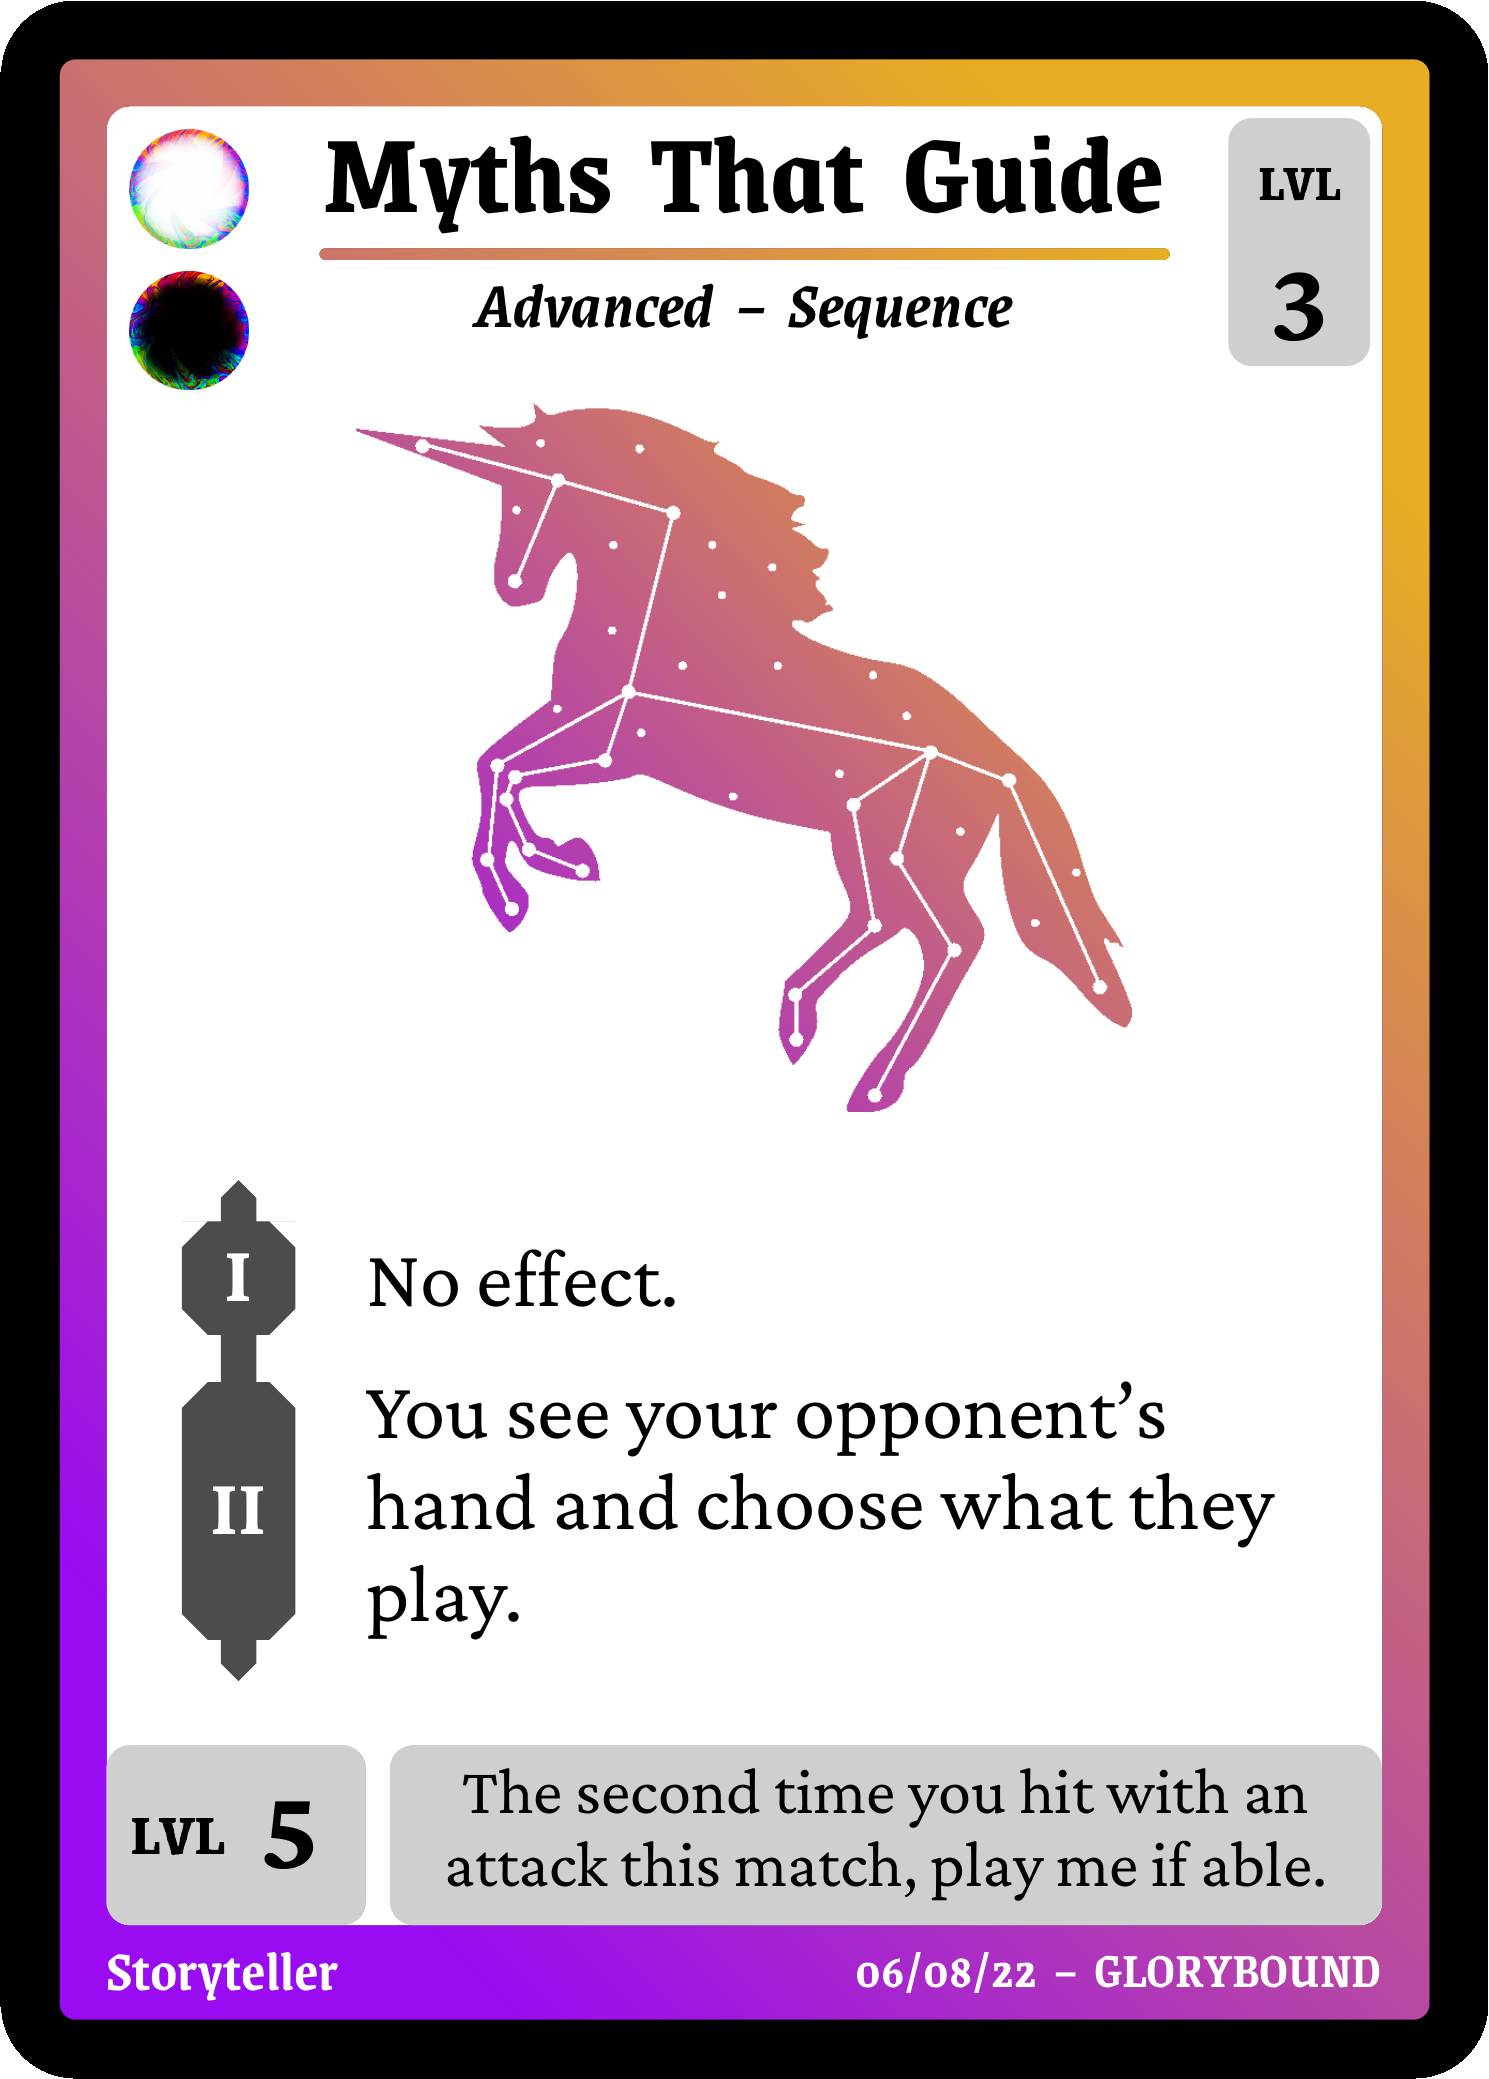 Myths That Guide
LVL
3
Advanced – Sequence
I
No effect.
II
You see your opponent’s
hand and choose what they
play.
LVL 5
The second time you hit with an
attack this match, play me if able.
Storyteller
06/08/22 – GLORYBOUND